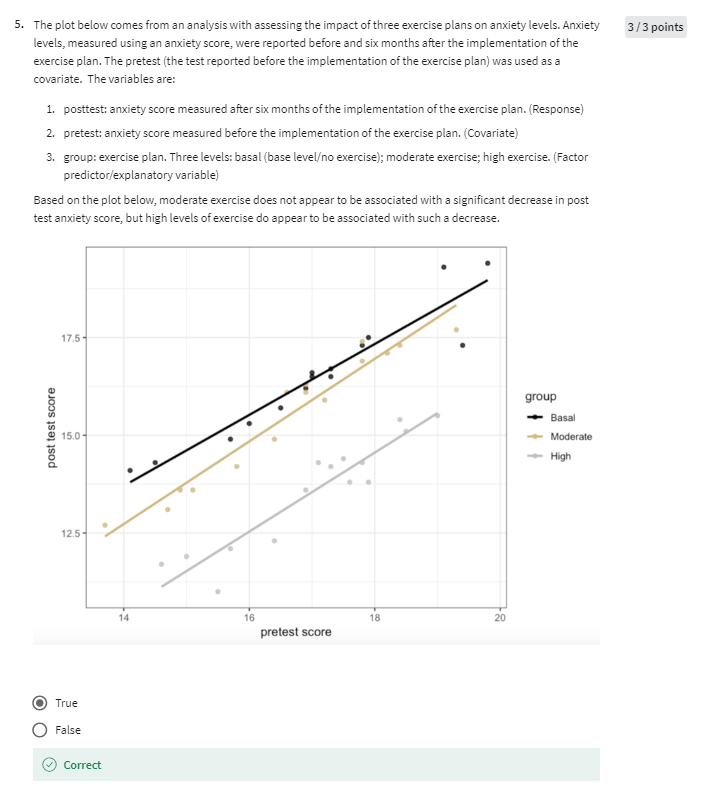 5. The plot below comes from an analysis with assessing the impact of three exercise plans on anxiety levels. Anxiety
levels, measured using an anxiety score, were reported before and six months after the implementation of the
exercise plan. The pretest (the test reported before the implementation of the exercise plan) was used as a
covariate. The variables are:
3 / 3 points
1. posttest: anxiety score measured after six months of the implementation of the exercise plan. (Response)
2. pretest: anxiety score measured before the implementation of the exercise plan. (Covariate)
3. group: exercise plan. Three levels: basal (base level/no exercise); moderate exercise; high exercise. (Factor
predictor/explanatory variable)
Based on the plot below, moderate exercise does not appear to be associated with a significant decrease in post
test anxiety score, but high levels of exercise do appear to be associated with such a decrease.
post test score
17.5
15.0
12.5
14 16 18 20
pretest score
group
Basal
Moderate
High
True
False
Correct